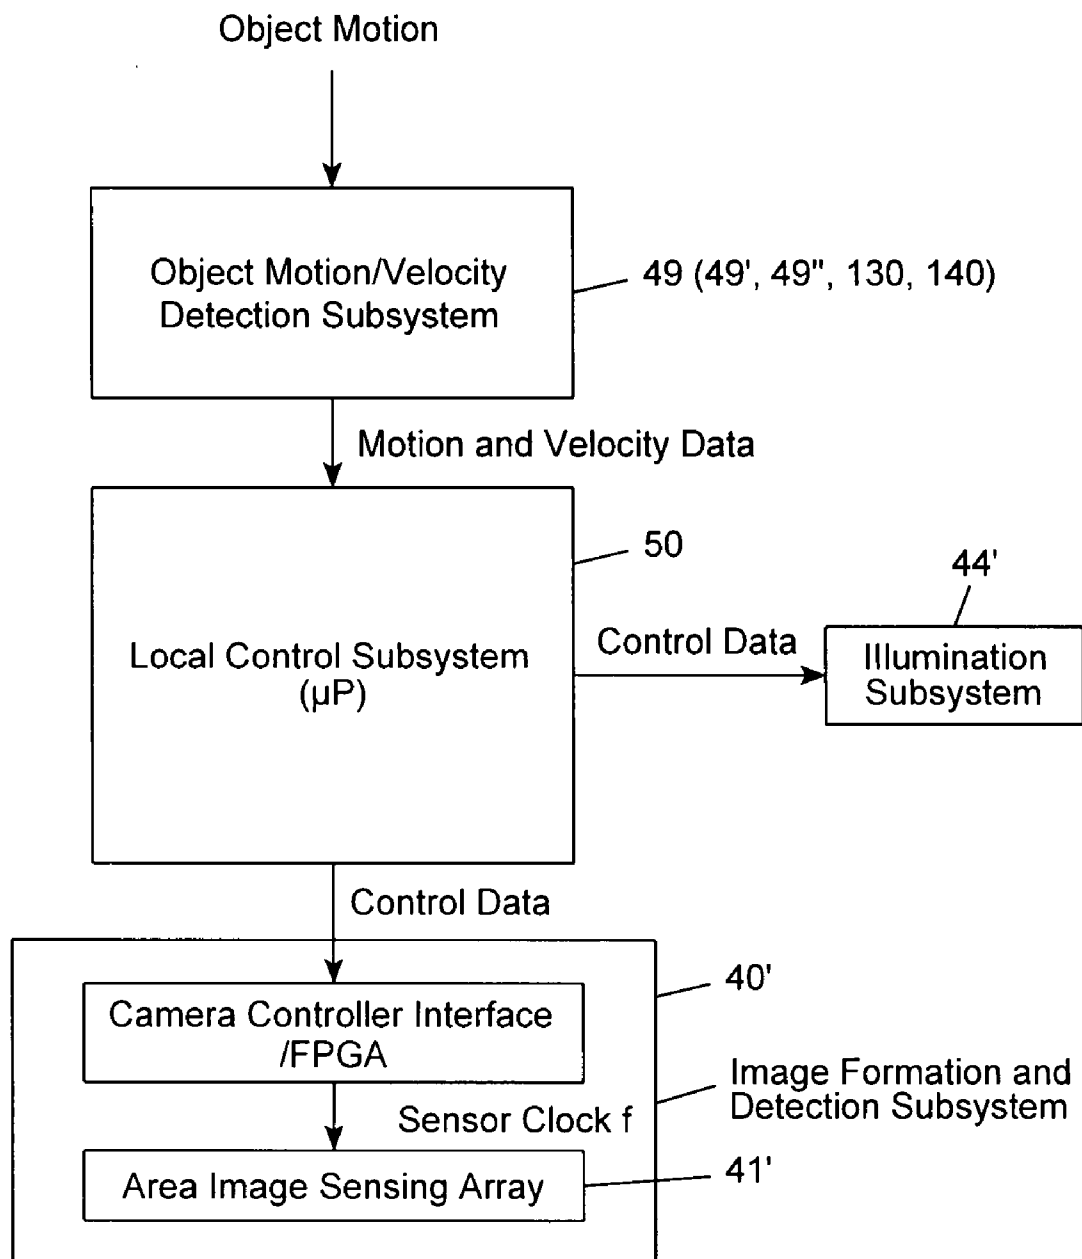 Object Motion
Object Motion/Velocity
Detection Subsystem
49 (49', 49", 130, 140)
Motion and Velocity Data
50
44'
Local Control Subsystem
(µP)
Control Data
Illumination
Subsystem
Control Data
40'
Camera Controller Interface
/FPGA
Image Formation and
Detection Subsystem
Sensor Clock f
41'
Area Image Sensing Array